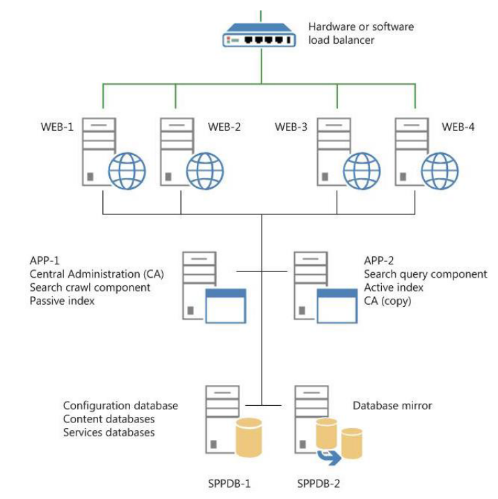 Hardware or software
load balancer
WEB-1
WEB-2
WEB-3
WEB-4
APP-1
Central Administration (CA)
Search crawl component
Passive index
APP-2
Search query component
Active index
CA (copy)
Configuration database
Content databases
Services databases
Database mirror
SPPDB-1
SPPDB-2